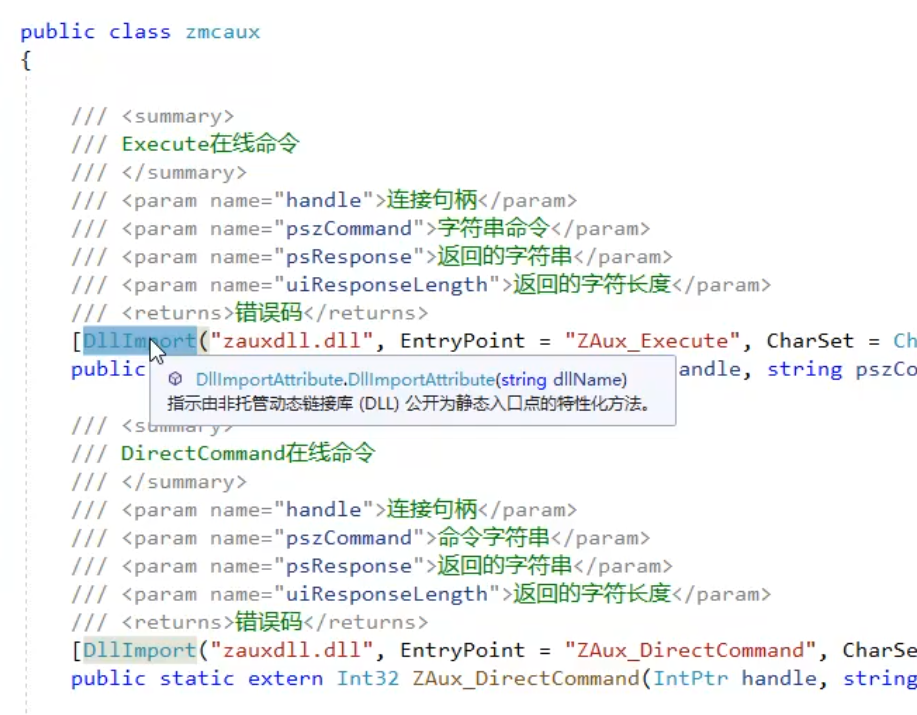 public class zmcaux
{
/// <summary>
/// Execute在线命令
/// </summary>
/// <param name="handle">连接句柄</param>
/// <param name="pszCommand">字符串命令</param>
/// <param name="psResponse">返回的字符串</param>
/// <param name="uiResponseLength">返回的字符长度</param>
/// <returns>错误码</returns>
[DllImport("zauxdll.dll", EntryPoint = "ZAux_Execute", CharSet = Ch
public andle, string pszCo
DllImportAttribute.DllImportAttribute(string dllName)
指示由非托管动态链接库 (DLL) 公开为静态入口点的特性化方法。
/// <summary>
/// DirectCommand在线命令
/// </summary>
/// <param name="handle">连接句柄</param>
/// <param name="pszCommand">命令字符串</param>
/// <param name="psResponse">返回的字符串</param>
/// <param name="uiResponseLength">返回的字符长度</param>
/// <returns>错误码</returns>
[DllImport("zauxdll.dll", EntryPoint = "ZAux_DirectCommand", CharSe
public static extern Int32 ZAux_DirectCommand(IntPtr handle, string